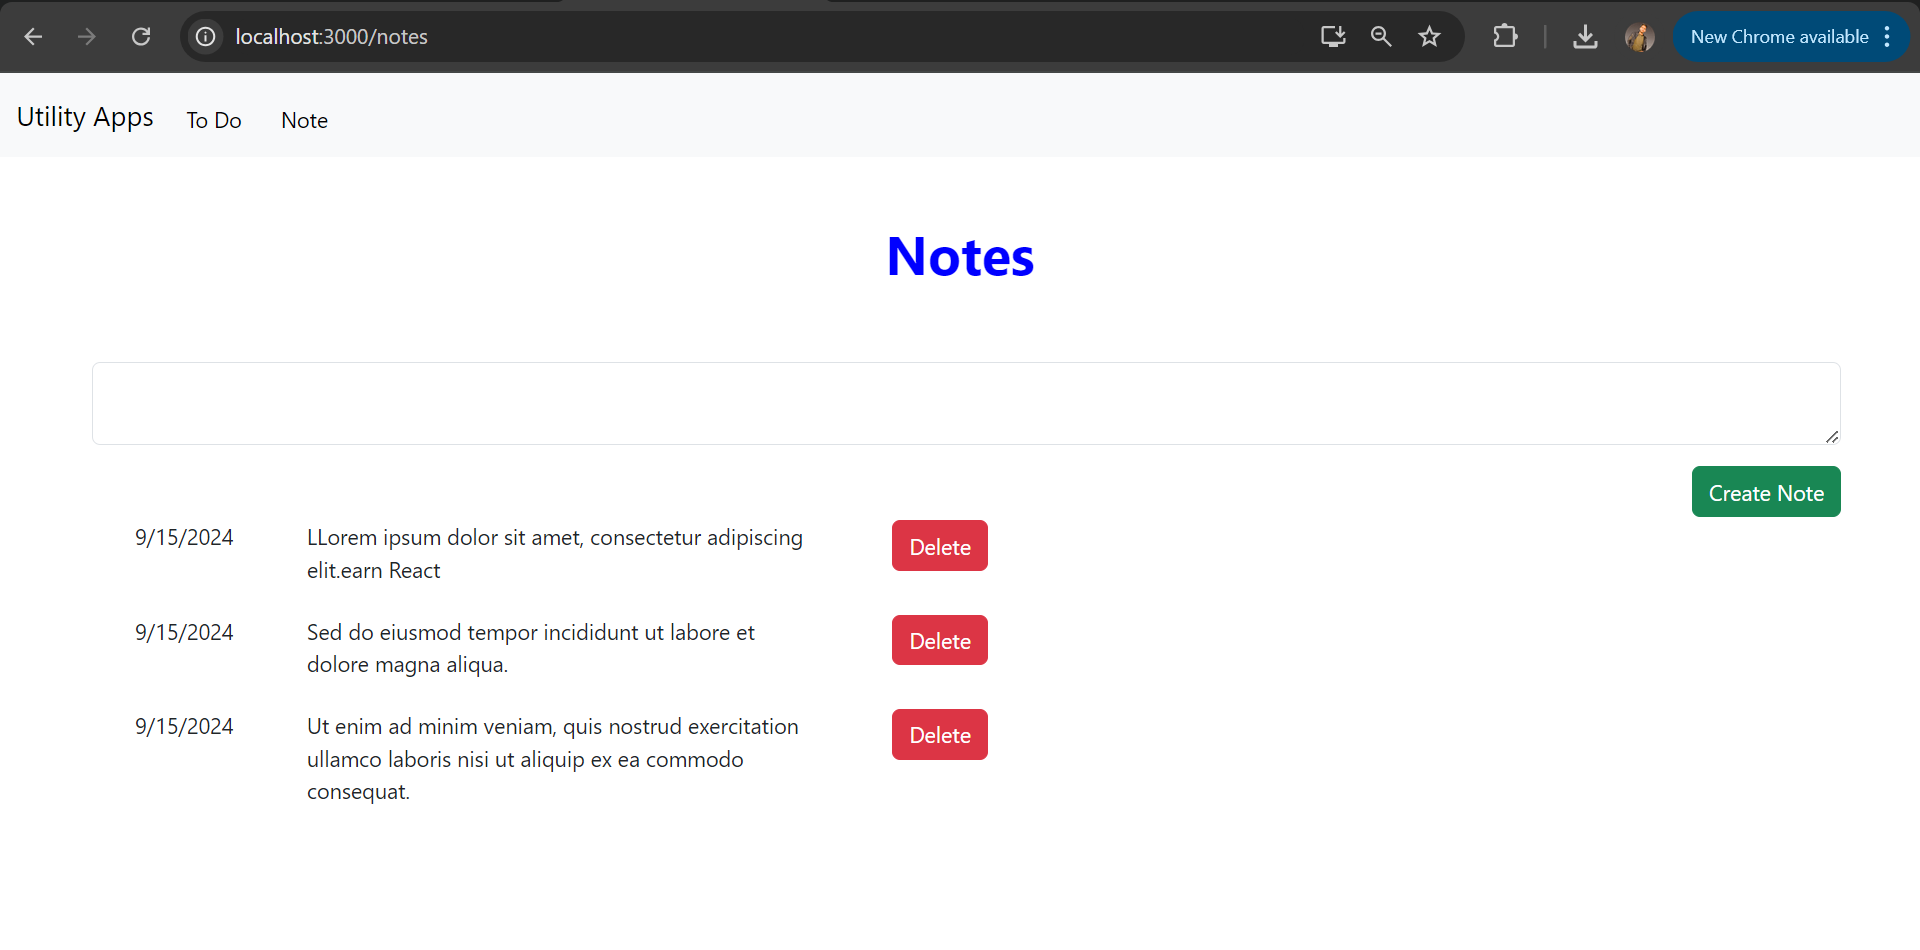 localhost:3000/notes
New Chrome available
Utility Apps To Do Note
Notes
Create Note
9/15/2024 LLorem ipsum dolor sit amet, consectetur adipiscing Delete
elit.earn React
9/15/2024 Sed do eiusmod tempor incididunt ut labore et Delete
dolore magna aliqua.
9/15/2024 Ut enim ad minim veniam, quis nostrud exercitation Delete
ullamco laboris nisi ut aliquip ex ea commodo
consequat.